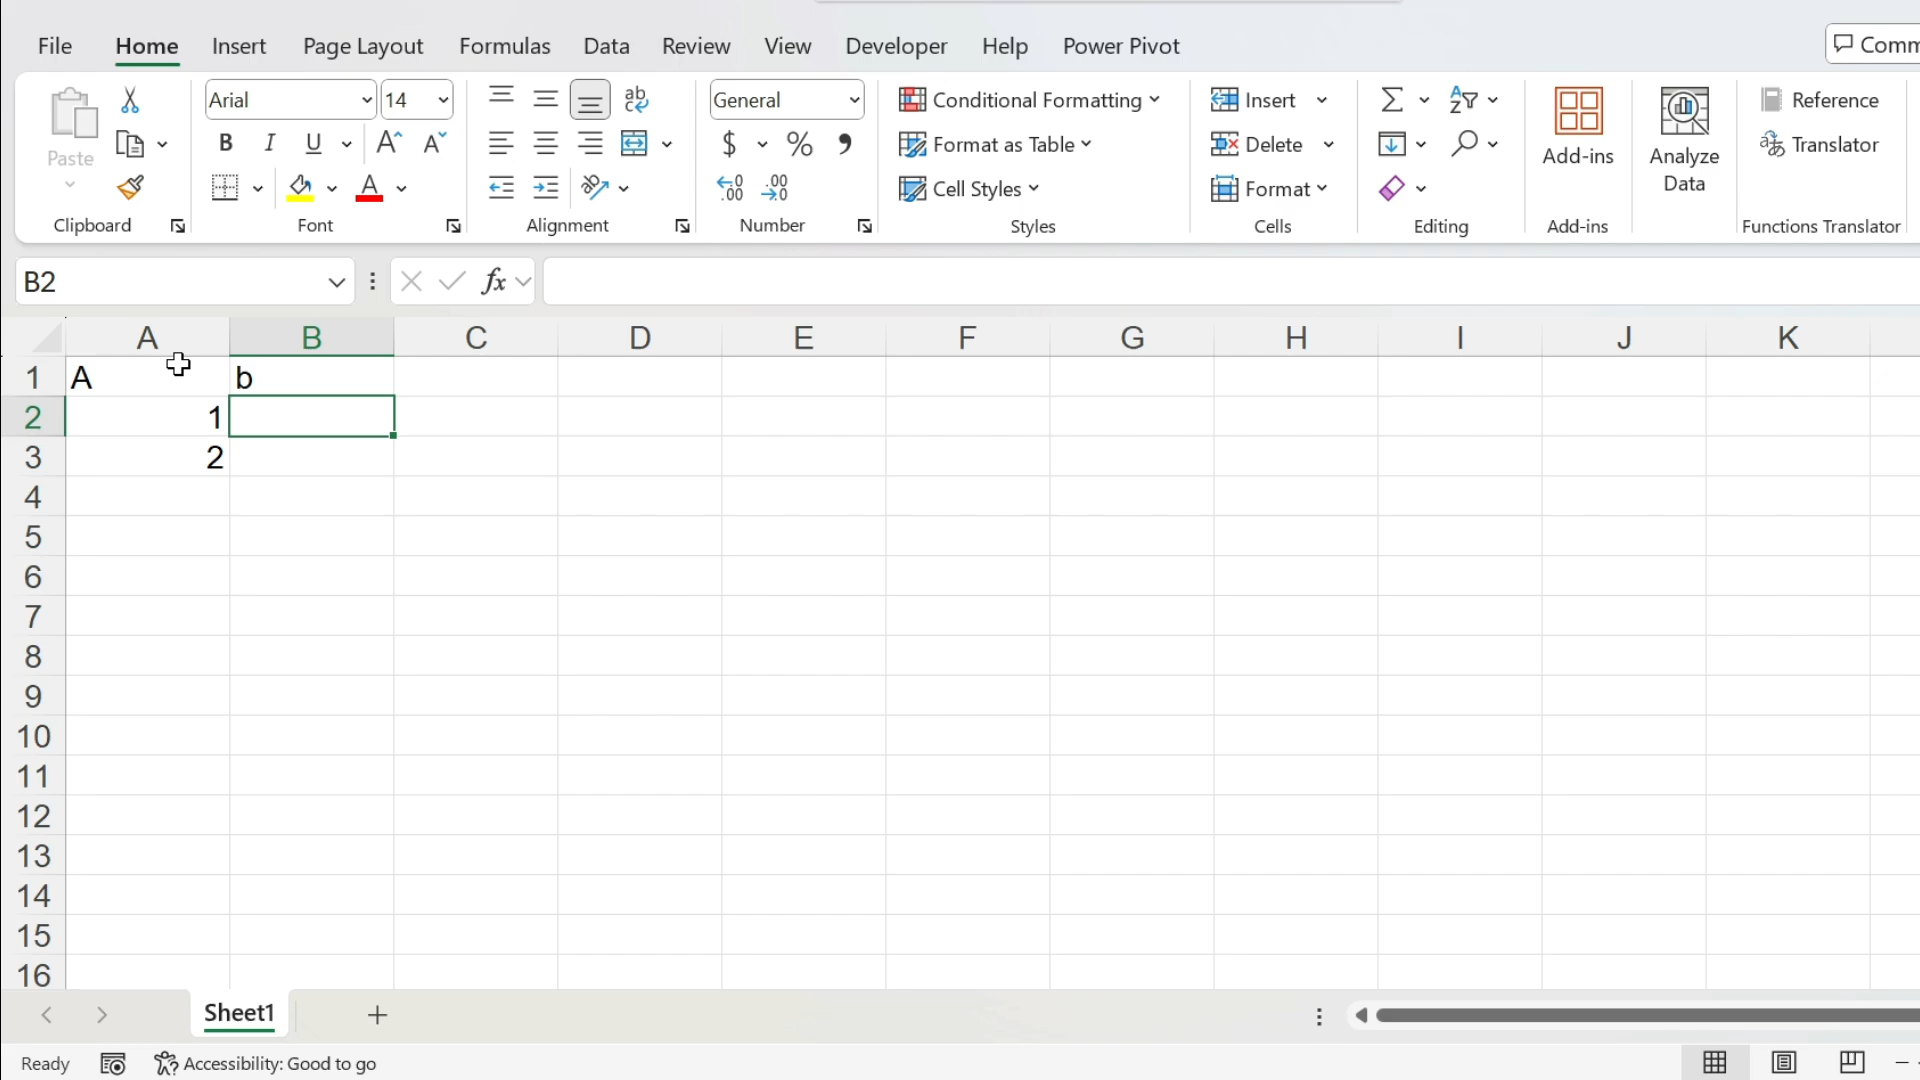 File Home Insert Page Layout Formulas Data Review View Developer Help Power Pivot Comm
Paste
Clipboard
Arial 14
B I U A A
A
Font
ab
Alignment
General
$ % ,
.00 .00
Number
Conditional Formatting
Format as Table
Cell Styles
Styles
Insert
Delete
Format
Cells
Σ
Editing
Add-ins
Add-ins
Analyze
Data
Reference
Translator
Functions Translator
B2 fx
A B C D E F G H I J K
1 A b
2 1
3 2
4
5
6
7
8
9
10
11
12
13
14
15
16
Sheet1 +
Ready Accessibility: Good to go